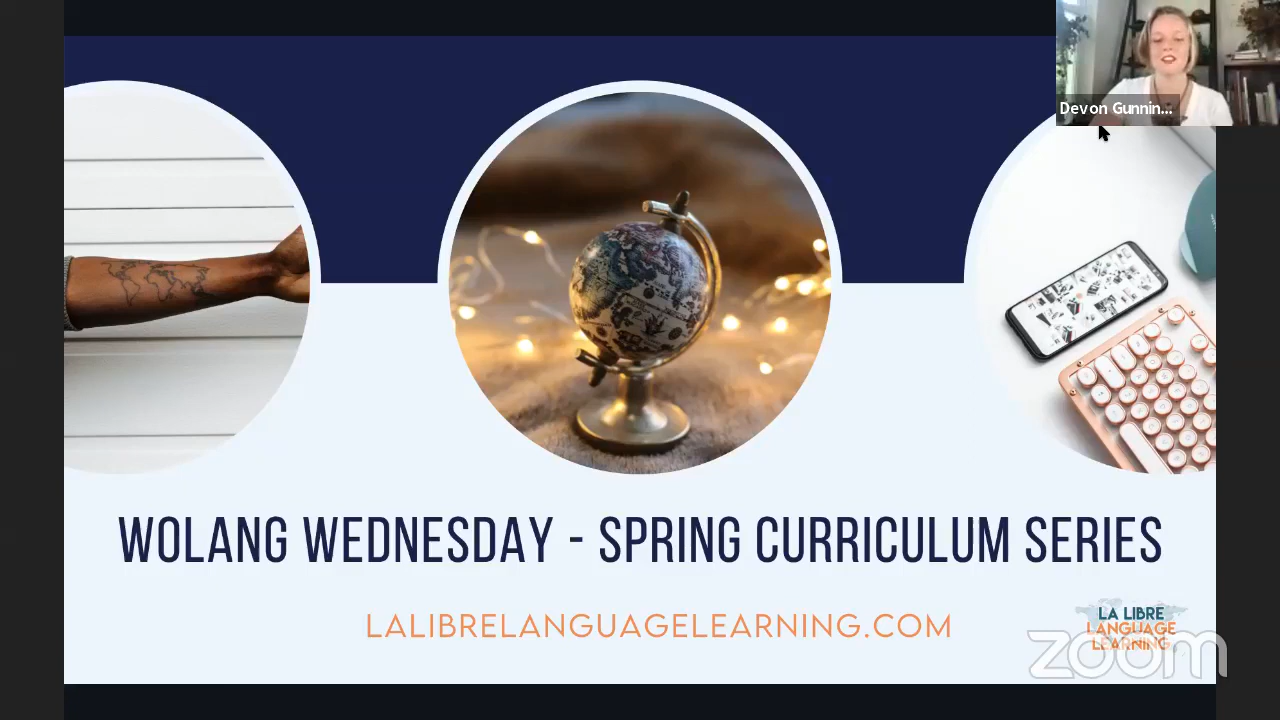 Devon Gunnin...
WOLANG WEDNESDAY - SPRING CURRICULUM SERIES
LALIBRELANGUAGELEARNING.COM
LA LIBRE
LANGUAGE
LEARNING
zoom